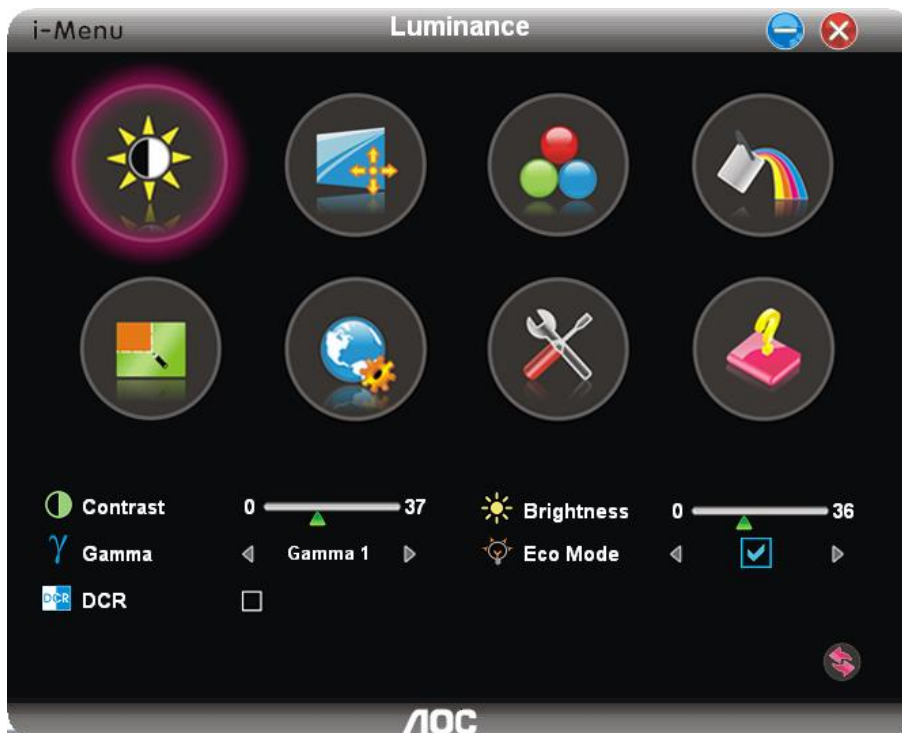 i-Menu
Luminance
Contrast 0 37
Brightness 0 36
γ Gamma Gamma 1
Eco Mode
DCR DCR
AOC